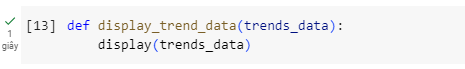 [13] def display_trend_data(trends_data):
1 giây display(trends_data)